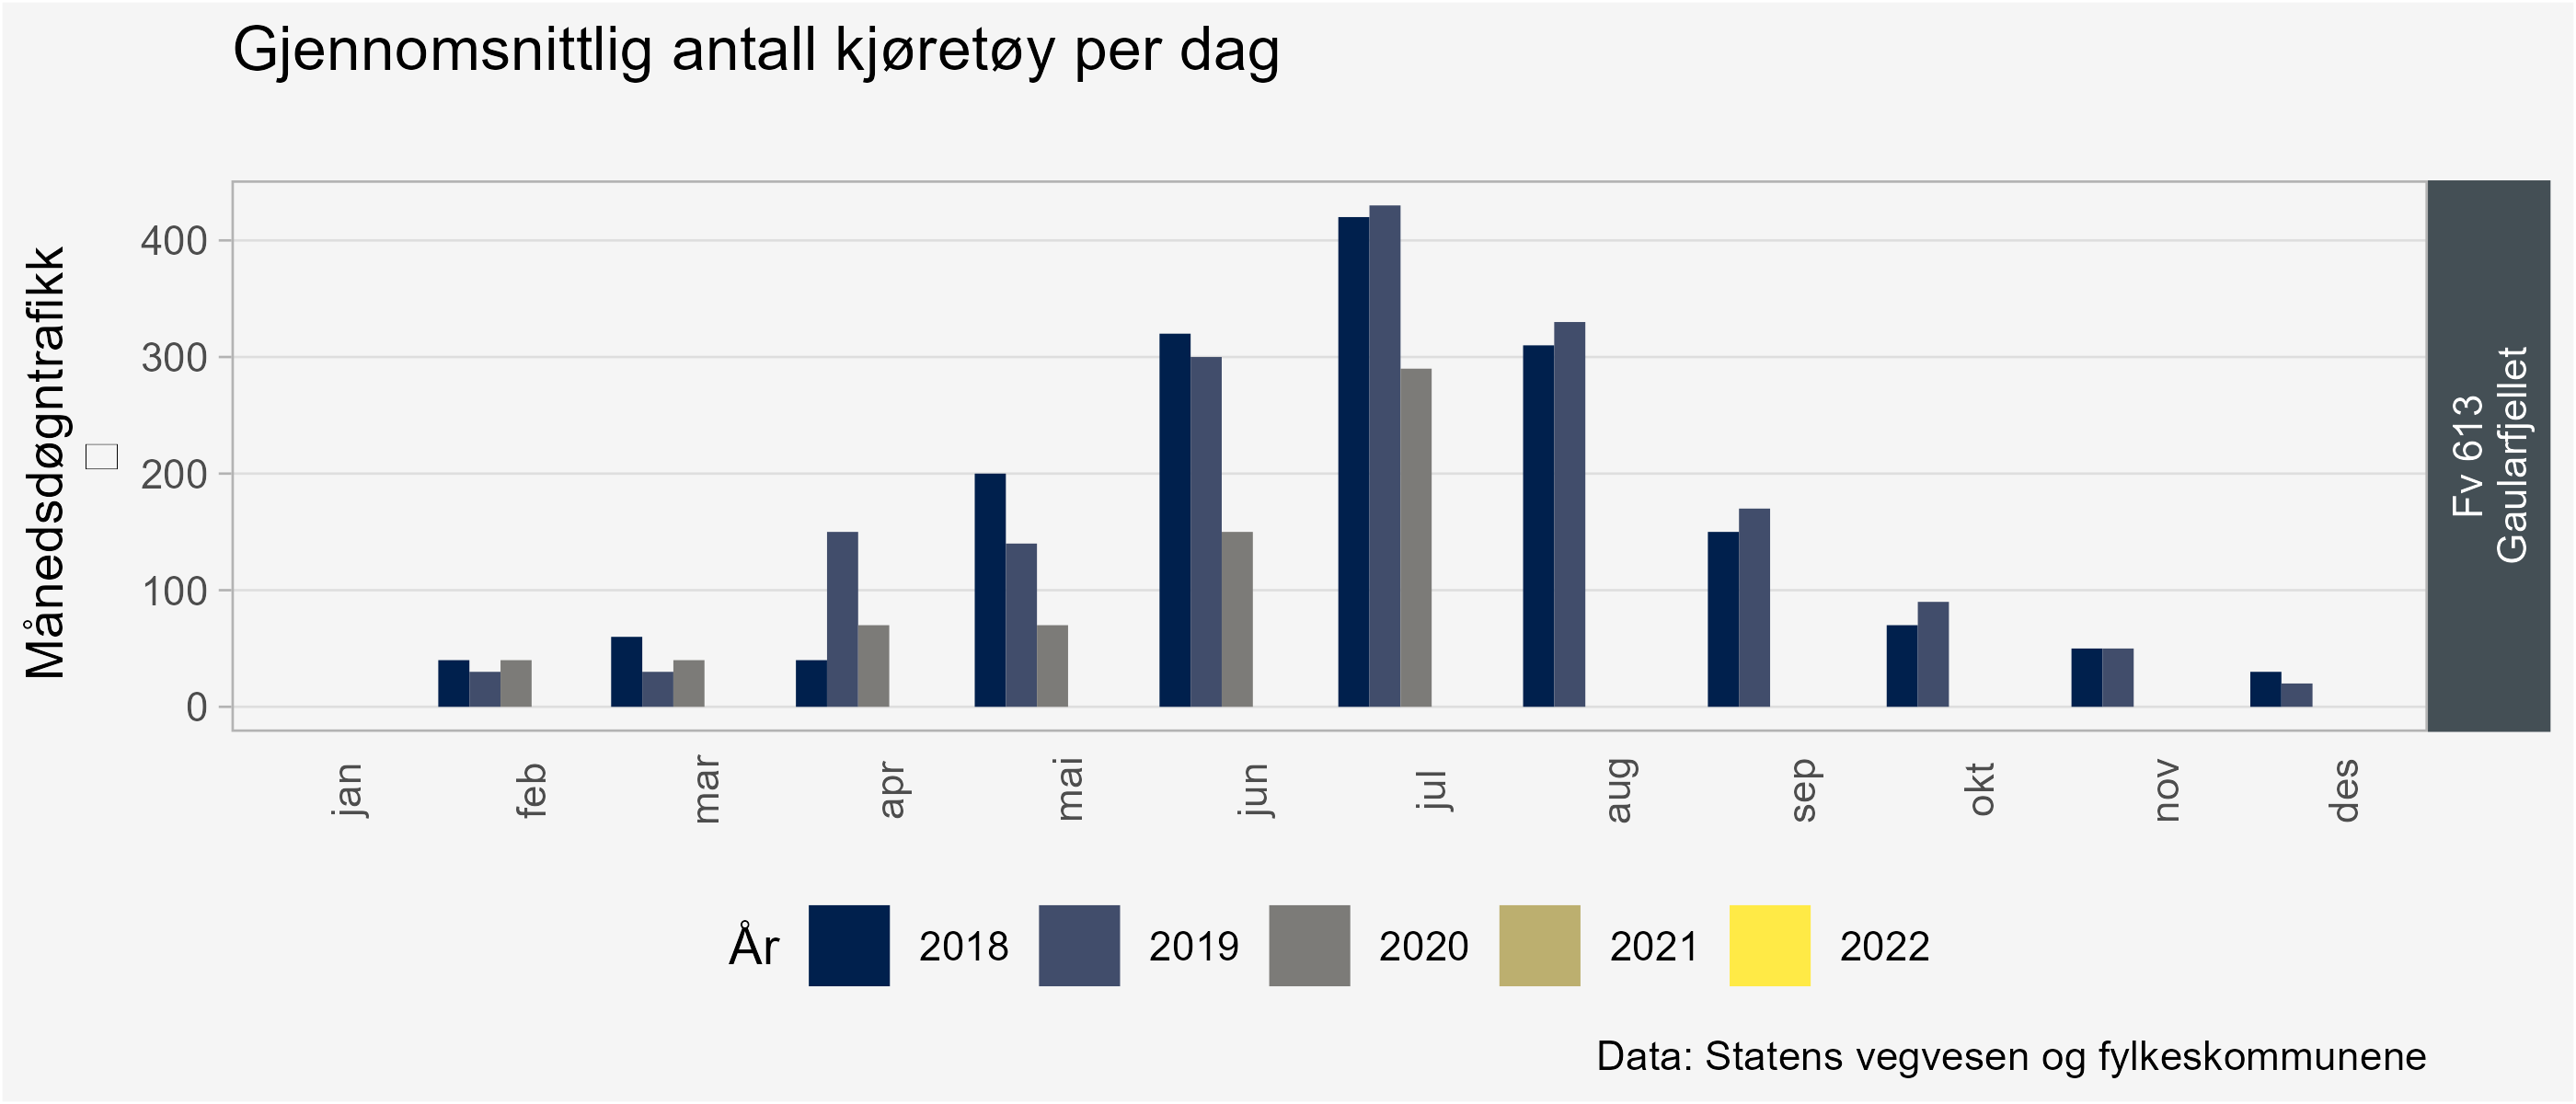 Gjennomsnittlig antall kjøretøy per dag
Månedsdøgntrafikk
400
300
200
100
0
Fv 613
Gaularfjellet
jan feb mar apr mai jun jul aug sep okt nov des
År 2018 2019 2020 2021 2022
Data: Statens vegvesen og fylkeskommunene